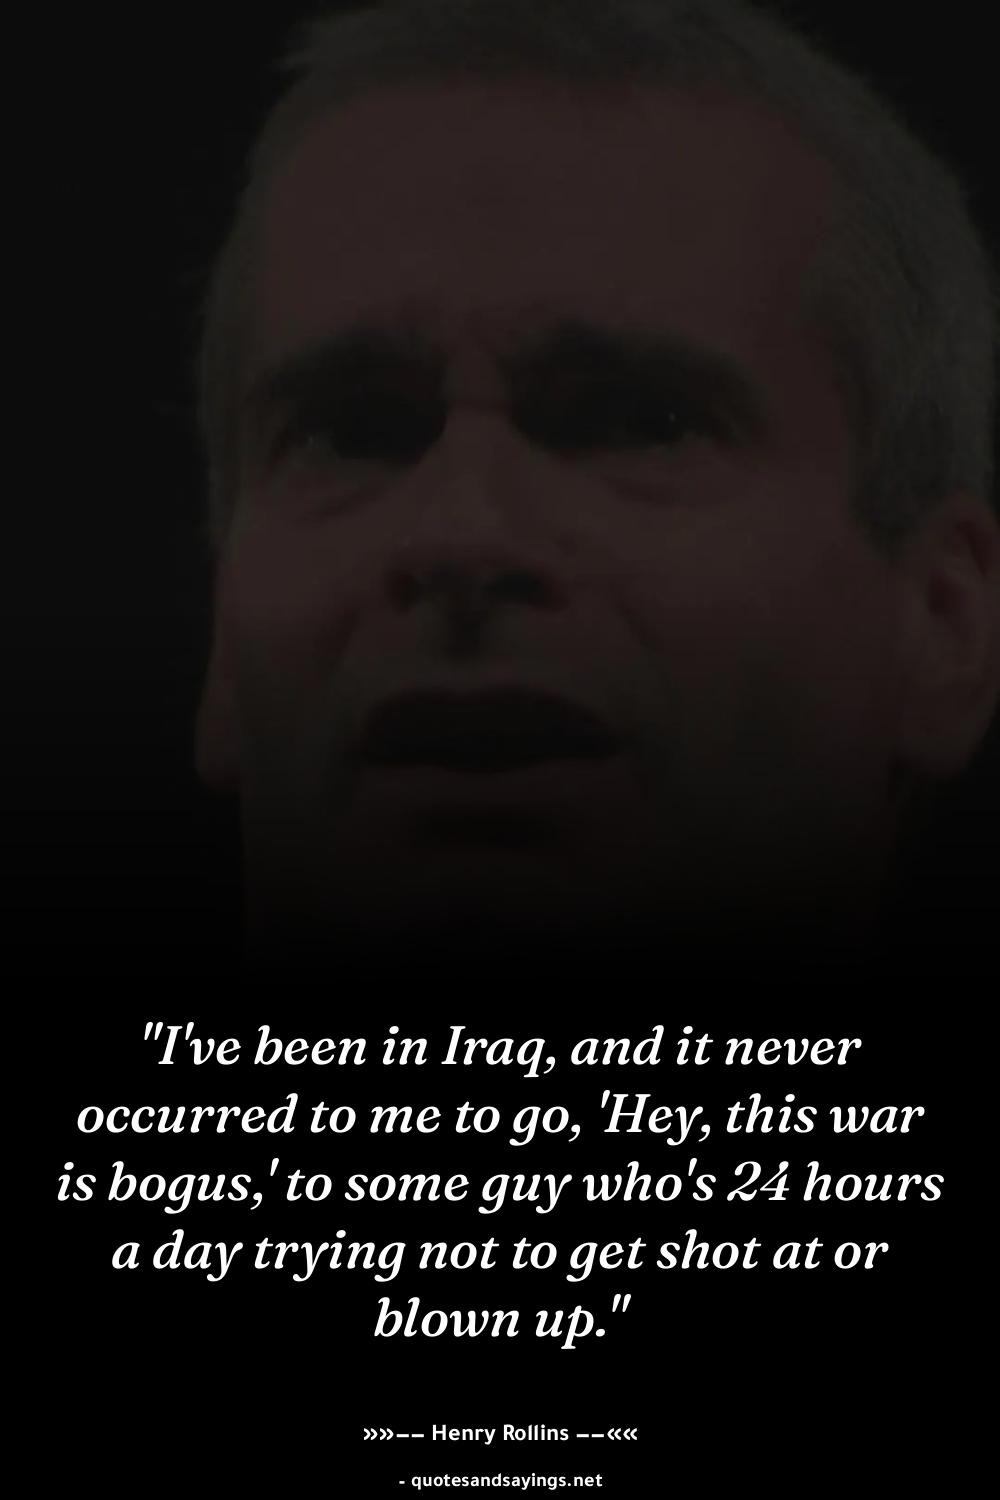 "I've been in Iraq, and it never
occurred to me to go, 'Hey, this war
is bogus,' to some guy who's 24 hours
a day trying not to get shot at or
blown up."
»»−− Henry Rollins −−««
- quotesandsayings.net